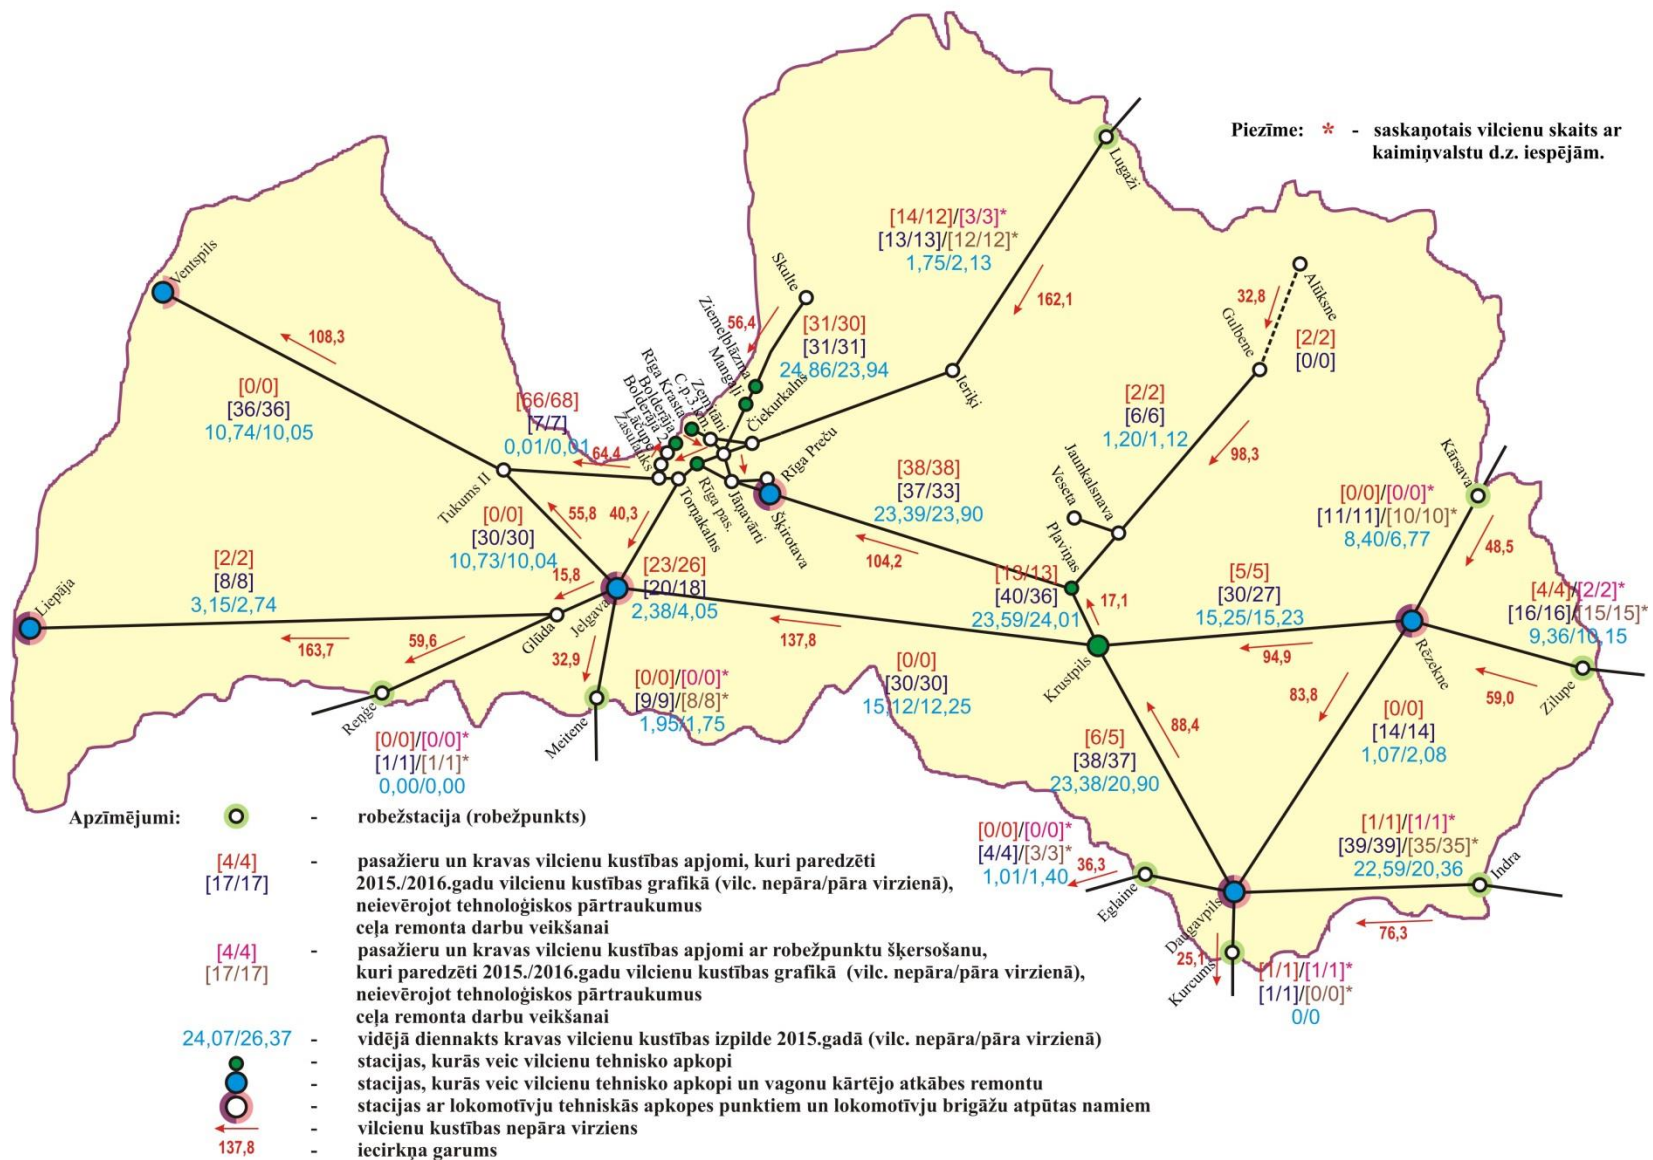 Piezīme: * - saskaņotais vilcienu skaits ar
kaimiņvalstu d.z. iespējām.
Lugaži
[14/12]/[3/3]*
[13/13]/[12/12]*
1,75/2,13
162,1
Ventspils
108,3
[0/0]
[36/36]
10,74/10,05
Skulte
56,4
[31/30]
[31/31]
24,86/23,94
Ziemeļblāzma
Mangaļi
Čiekurkalns
Zemitāni
C.p.3.km.
Rīga Krasta
Bolderāja
Bolderāja 2
Lāčupe
Zasulauks
Ieriķi
Alūksne
32,8
Gulbene
[2/2]
[0/0]
[2/2]
[6/6]
1,20/1,12
98,3
[66/68]
[7/7]
0,01/0,01
64,4
Tukums II
Rīga Preču
Rīga pas.
Torņakalns
Jāņavārti
Šķirotava
Jaunkalsnava
Veseta
Pļaviņas
Kārsava
[0/0]/[0/0]*
[11/11]/[10/10]*
8,40/6,77
48,5
[38/38]
[37/33]
23,39/23,90
104,2
[0/0]
[30/30]
10,73/10,04
55,8
40,3
Liepāja
[2/2]
[8/8]
3,15/2,74
163,7
15,8
Glūda
Jelgava
[23/26]
[20/18]
2,38/4,05
[13/13]
[40/36]
23,59/24,01
17,1
[5/5]
[30/27]
15,25/15,23
94,9
Rēzekne
[4/4]/[2/2]*
[16/16]/[15/15]*
9,36/10,15
59,0
Zilupe
59,6
Reņģe
32,9
Meitene
137,8
Krustpils
[0/0]/[0/0]*
[9/9]/[8/8]*
1,95/1,75
[0/0]
[30/30]
15,12/12,25
83,8
[0/0]
[14/14]
1,07/2,08
88,4
[6/5]
[38/37]
23,38/20,90
[0/0]/[0/0]*
[1/1]/[1/1]*
0,00/0,00
[0/0]/[0/0]*
[4/4]/[3/3]*
1,01/1,40
36,3
Eglaine
Daugavpils
[1/1]/[1/1]*
[39/39]/[35/35]*
22,59/20,36
Indra
76,3
25,1
Kurcums
[1/1]/[1/1]*
[1/1]/[0/0]*
0/0
Apzīmējumi: - robežstacija (robežpunkts)
[4/4] - pasažieru un kravas vilcienu kustības apjomi, kuri paredzēti
[17/17] 2015./2016.gadu vilcienu kustības grafikā (vilc. nepāra/pāra virzienā),
neievērojot tehnoloģiskos pārtraukumus
ceļa remonta darbu veikšanai
[4/4] - pasažieru un kravas vilcienu kustības apjomi ar robežpunktu šķersošanu,
[17/17] kuri paredzēti 2015./2016.gadu vilcienu kustības grafikā (vilc. nepāra/pāra virzienā),
neievērojot tehnoloģiskos pārtraukumus
ceļa remonta darbu veikšanai
24,07/26,37 - vidējā diennakts kravas vilcienu kustības izpilde 2015.gadā (vilc. nepāra/pāra virzienā)
- stacijas, kurās veic vilcienu tehnisko apkopi
- stacijas, kurās veic vilcienu tehnisko apkopi un vagonu kārtējo atkābes remontu
- stacijas ar lokomotīvju tehniskās apkopes punktiem un lokomotīvju brigāžu atpūtas namiem
- vilcienu kustības nepāra virziens
137,8 - iecirkņa garums